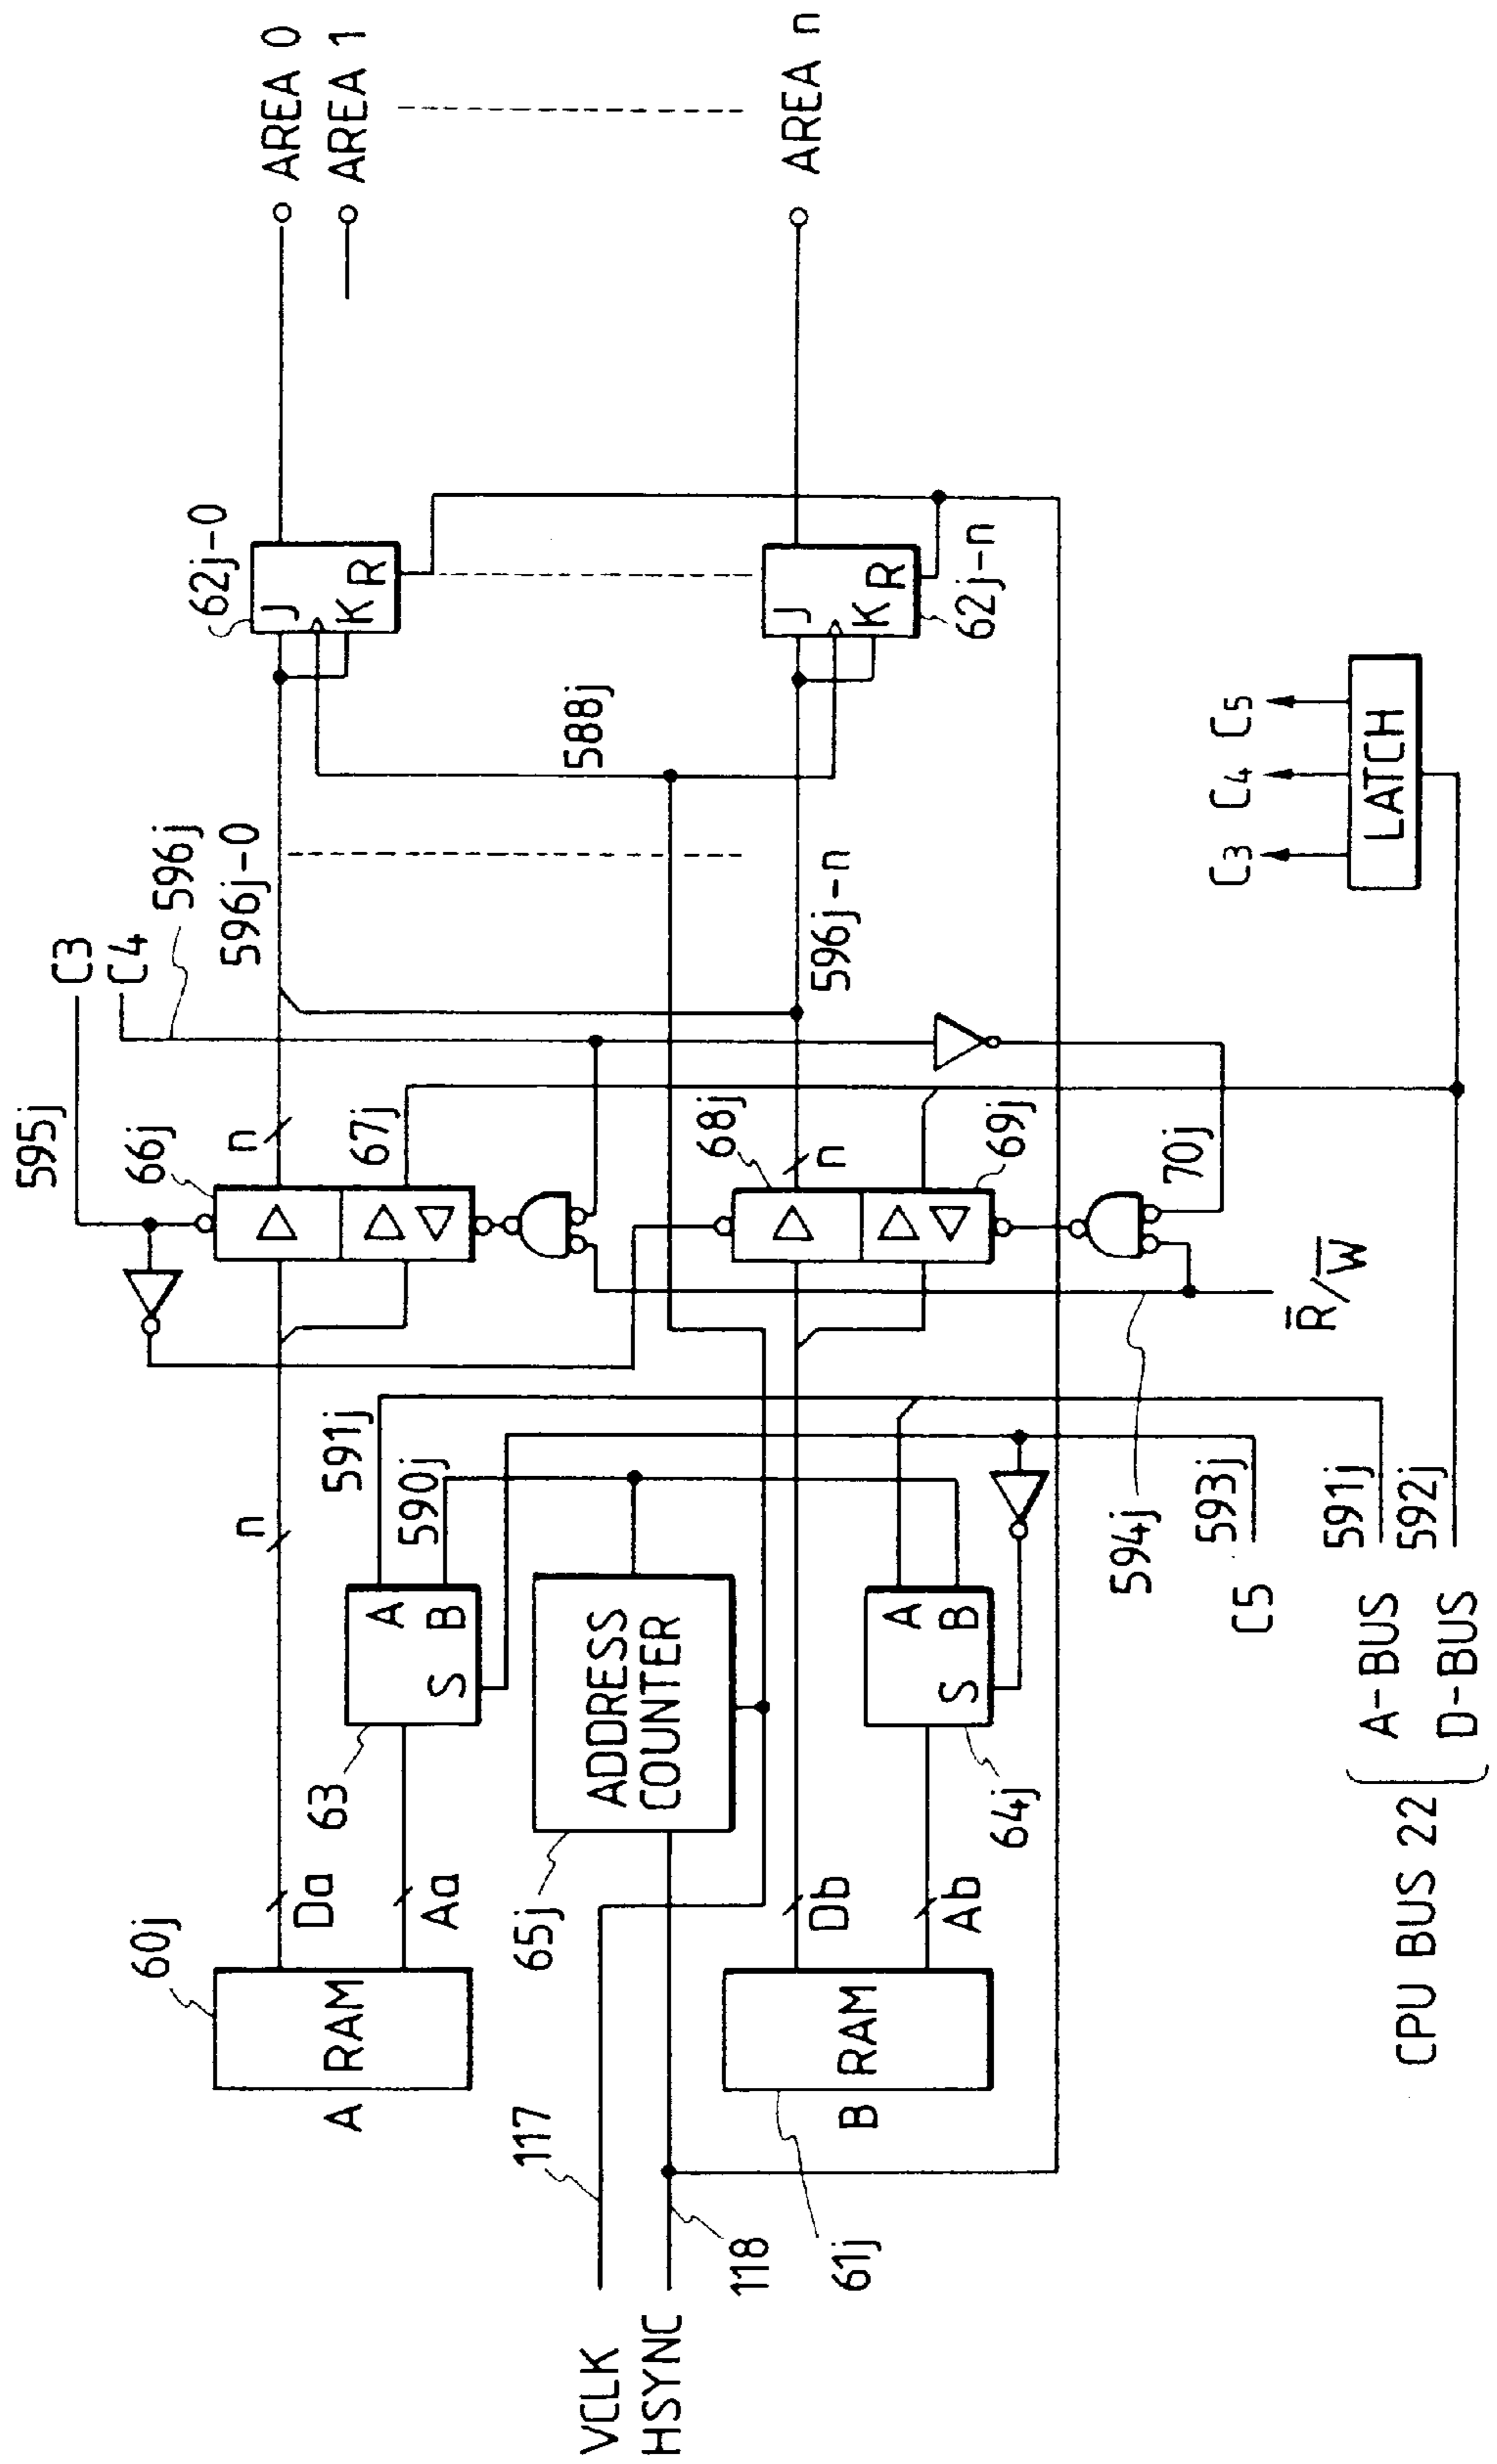 AREA 0
AREA 1
AREA n
62j-0
J
K
R
J
K
R
62j-n
588j
C3 C4 C5
LATCH
596j
596j-0
596j-n
C3
C4
595j
66j
n
67j
68j
n
69j
70j
R̅/W̅
n
591j
590j
594j
593j
C5
591j
592j
A-BUS
D-BUS
CPU BUS 22
A
B
S
63
ADDRESS
COUNTER
65j
A
B
S
64j
60j
Da
Aa
A RAM
Db
Ab
B RAM
61j
117
118
VCLK
HSYNC